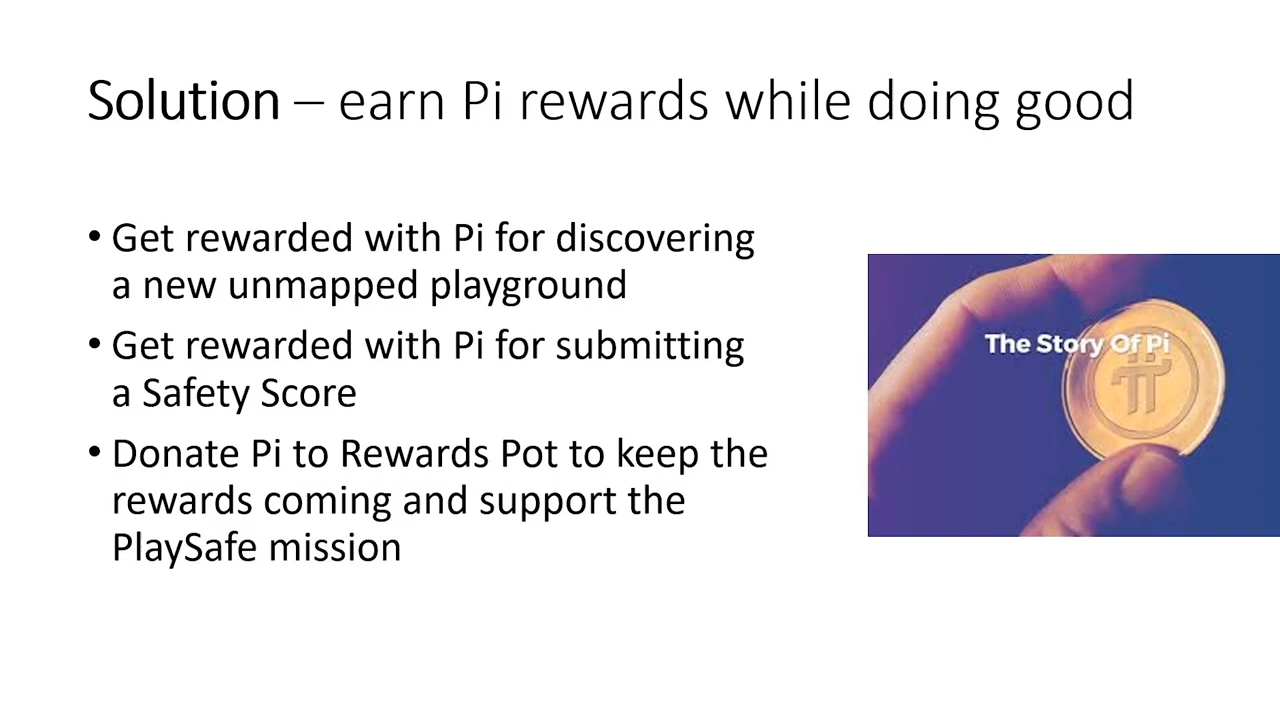 Solution – earn Pi rewards while doing good
• Get rewarded with Pi for discovering
a new unmapped playground
• Get rewarded with Pi for submitting
a Safety Score
• Donate Pi to Rewards Pot to keep the
rewards coming and support the
PlaySafe mission
The Story Of Pi